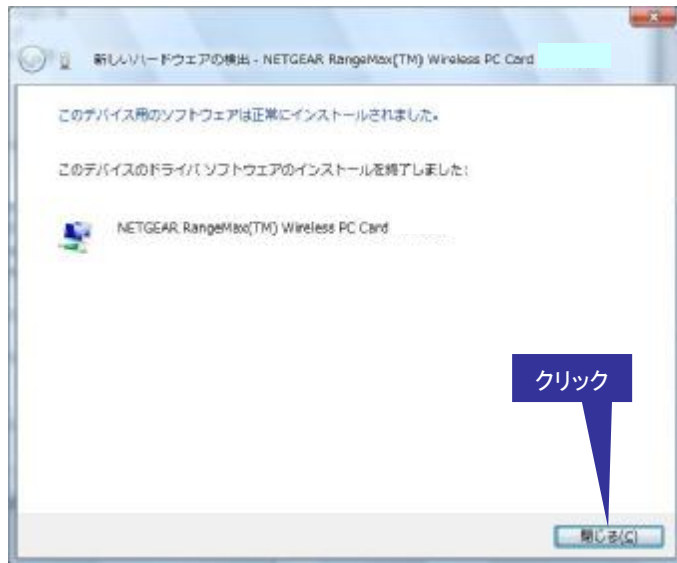 新しいハードウェアの検出 - NETGEAR RangeMax(TM) Wireless PC Card
このデバイス用のソフトウェアは正常にインストールされました。
このデバイスのドライバ ソフトウェアのインストールを終了しました:
NETGEAR RangeMax(TM) Wireless PC Card
クリック
閉じる(C)